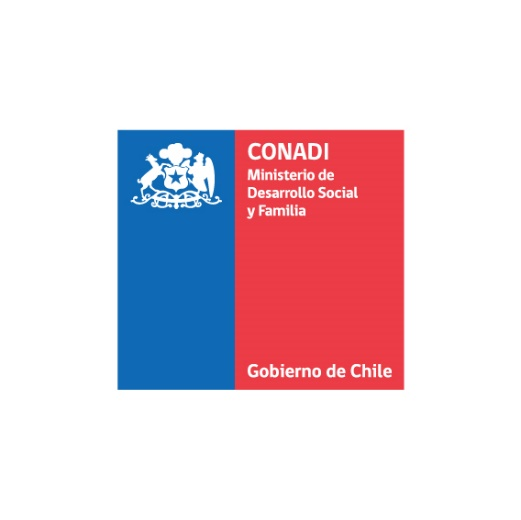 CONADI
Ministerio de
Desarrollo Social
y Familia
Gobierno de Chile